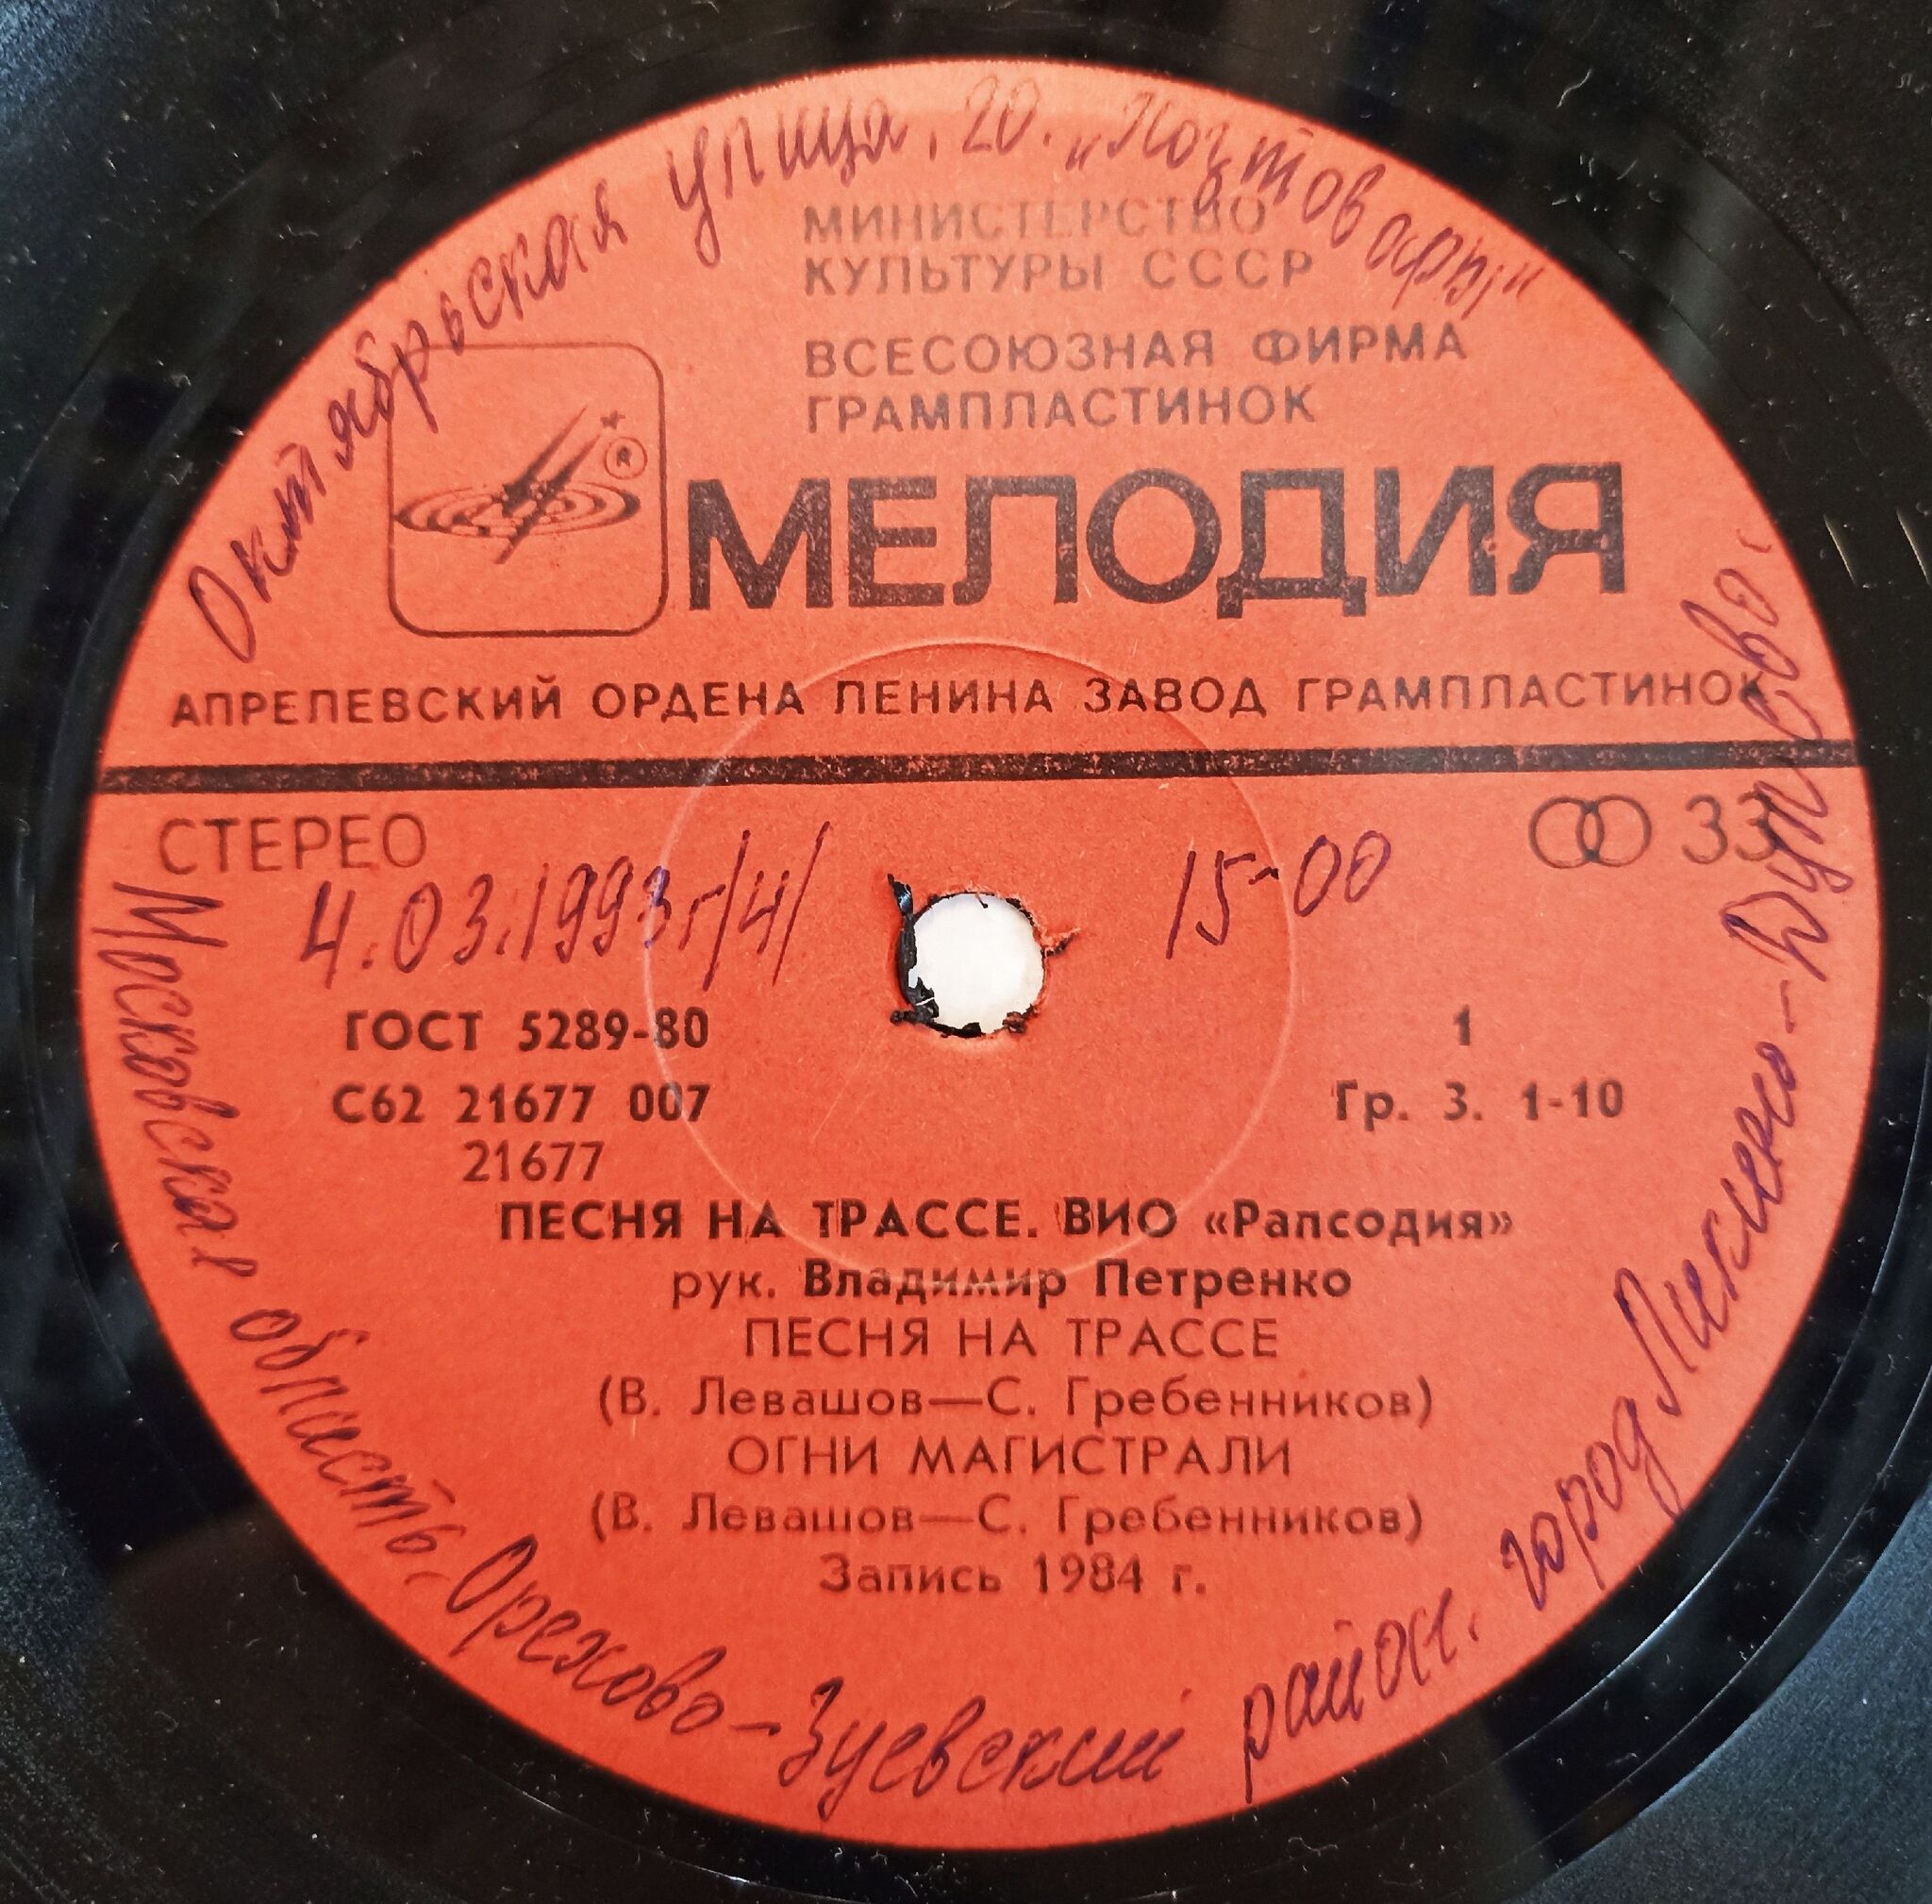 МИНИСТЕРСТВО
КУЛЬТУРЫ СССР
ВСЕСОЮЗНАЯ ФИРМА
ГРАМПЛАСТИНОК
®
МЕЛОДИЯ
АПРЕЛЕВСКИЙ ОРДЕНА ЛЕНИНА ЗАВОД ГРАМПЛАСТИНОК
СТЕРЕО
33
4.03.1993г/ч/ 15-00
ГОСТ 5289-80
1
С62 21677 007
Гр. 3. 1-10
21677
ПЕСНЯ НА ТРАССЕ. ВИО «Рапсодия»
рук. Владимир Петренко
ПЕСНЯ НА ТРАССЕ
(В. Левашов—С. Гребенников)
ОГНИ МАГИСТРАЛИ
(В. Левашов—С. Гребенников)
Запись 1984 г.
Московская область, Орехово-Зуевский район, город Ликино-Дулёво,
Октябрьская улица, 20. „Хозтовары"